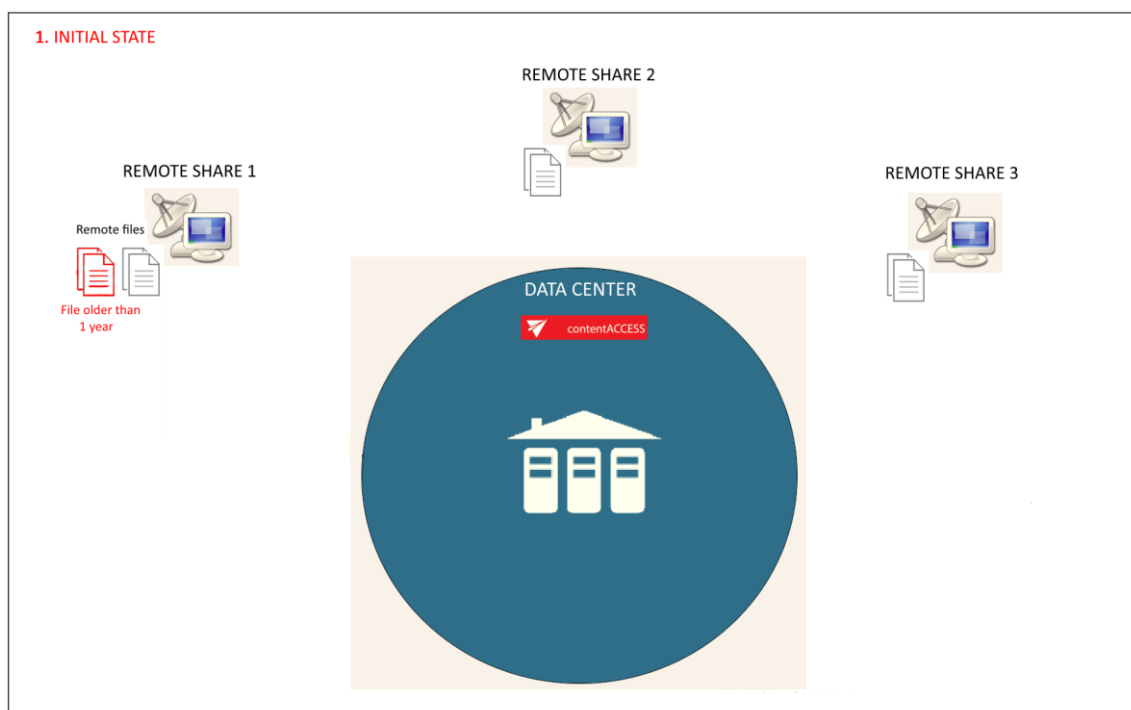 1. INITIAL STATE
REMOTE SHARE 2
REMOTE SHARE 1
REMOTE SHARE 3
Remote files
File older than
1 year
DATA CENTER
contentACCESS